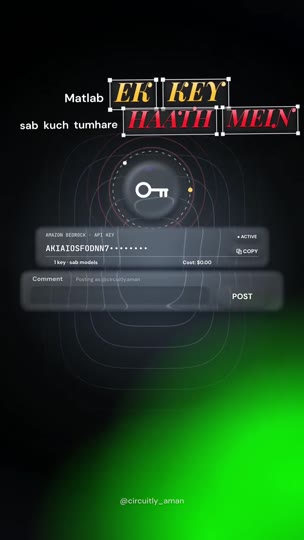 Matlab EK KEY
sab kuch tumhare HAATH MEIN
AMAZON BEDROCK · API KEY
● ACTIVE
AKIAIOSFODNN7••••••••
COPY
1 key · sab models
Cost: $0.00
Comment
Posting as @circuitly.aman
POST
@circuitly_aman